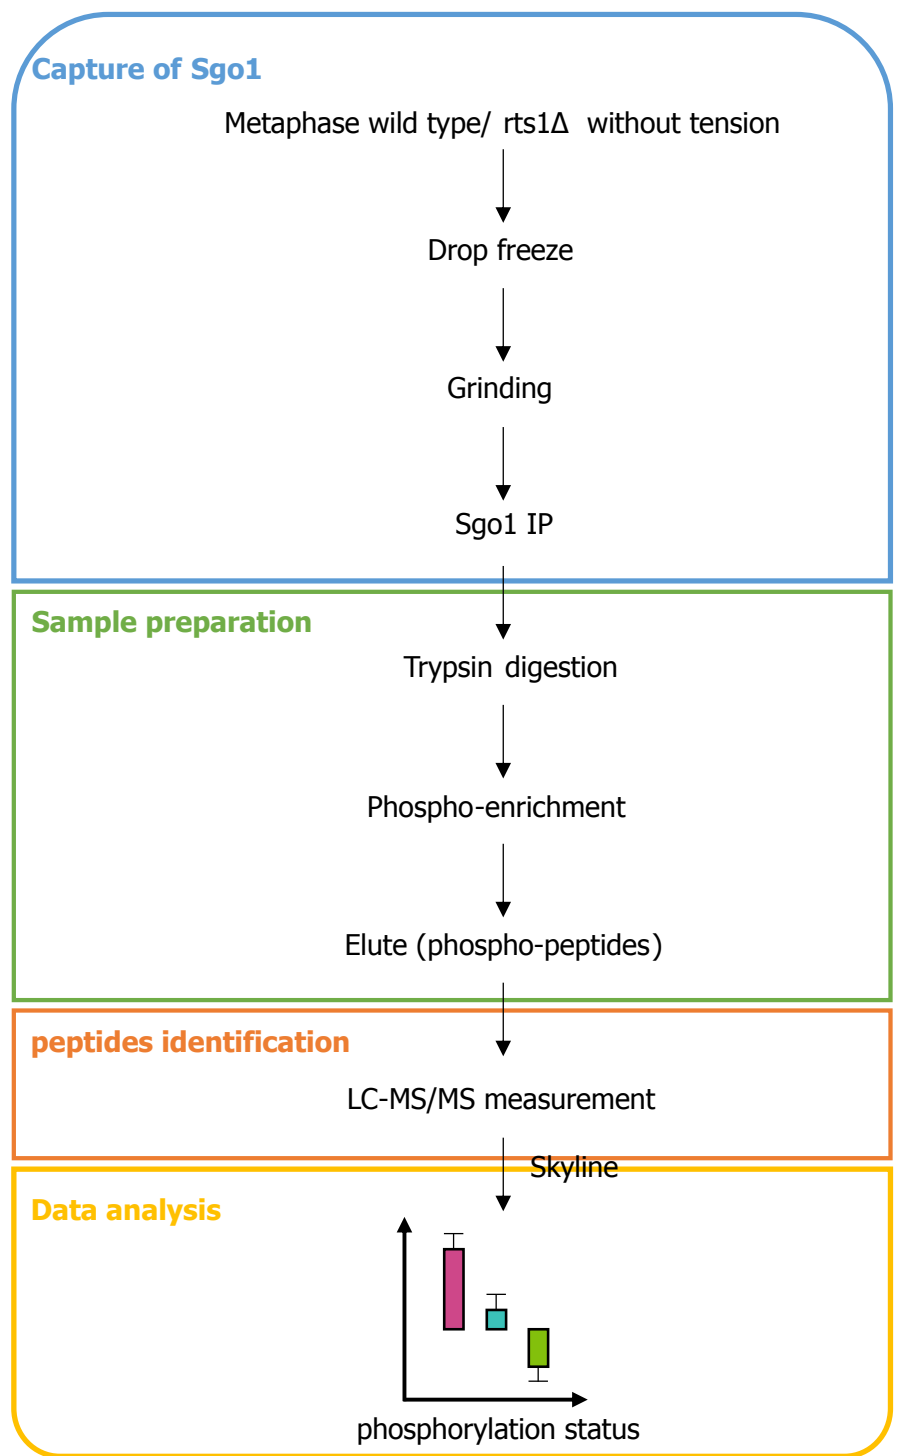 Capture of Sgo1
Metaphase wild type/ rts1Δ without tension
Drop freeze
Grinding
Sgo1 IP
Sample preparation
Trypsin digestion
Phospho-enrichment
Elute (phospho-peptides)
peptides identification
LC-MS/MS measurement
Skyline
Data analysis
phosphorylation status